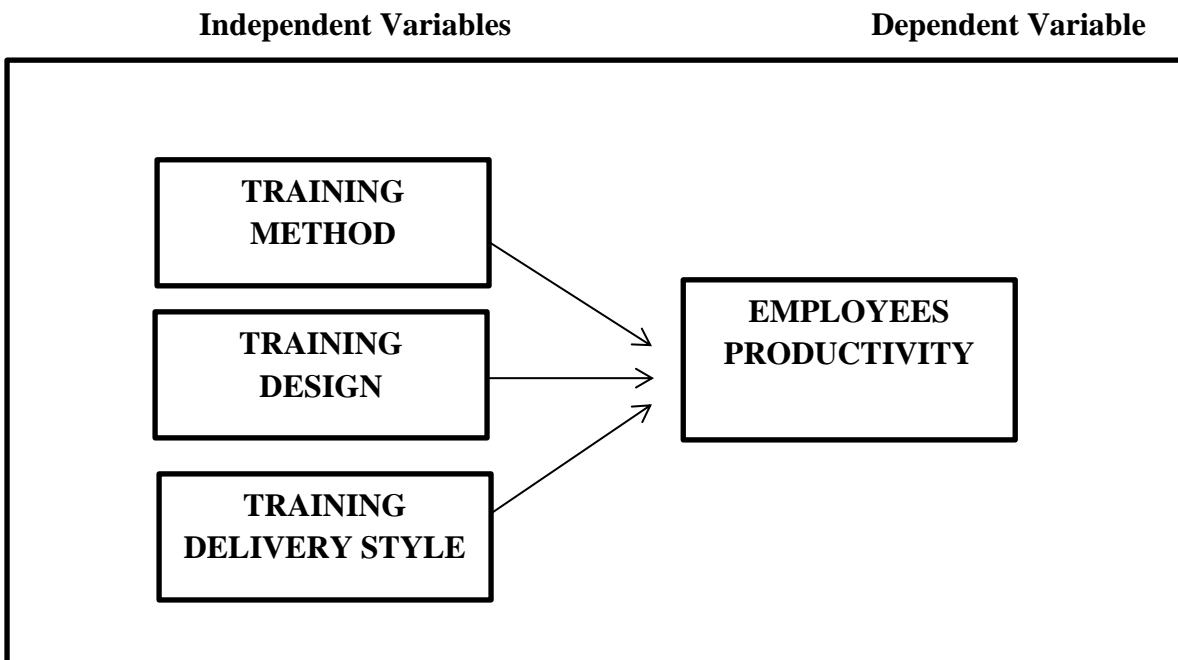 Independent Variables
Dependent Variable
TRAINING
METHOD
EMPLOYEES
PRODUCTIVITY
TRAINING
DESIGN
TRAINING
DELIVERY STYLE